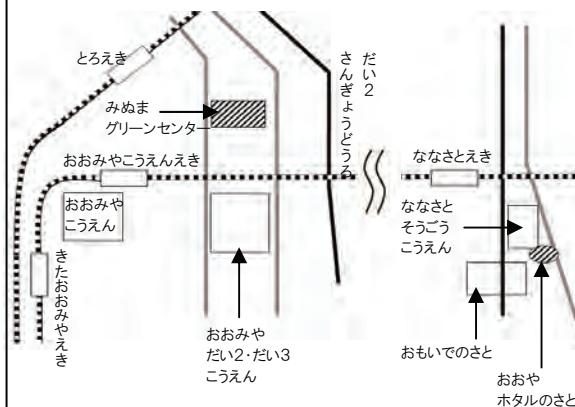 とろえき
みぬま
グリーンセンター
だい2
さんぎょうどうろ
おおみやこうえんえき
おおみや
こうえん
きたおおみやえき
おおみや
だい2・だい3
こうえん
ななさとえき
ななさと
そうごう
こうえん
おもいでのさと
おおや
ホタルのさと